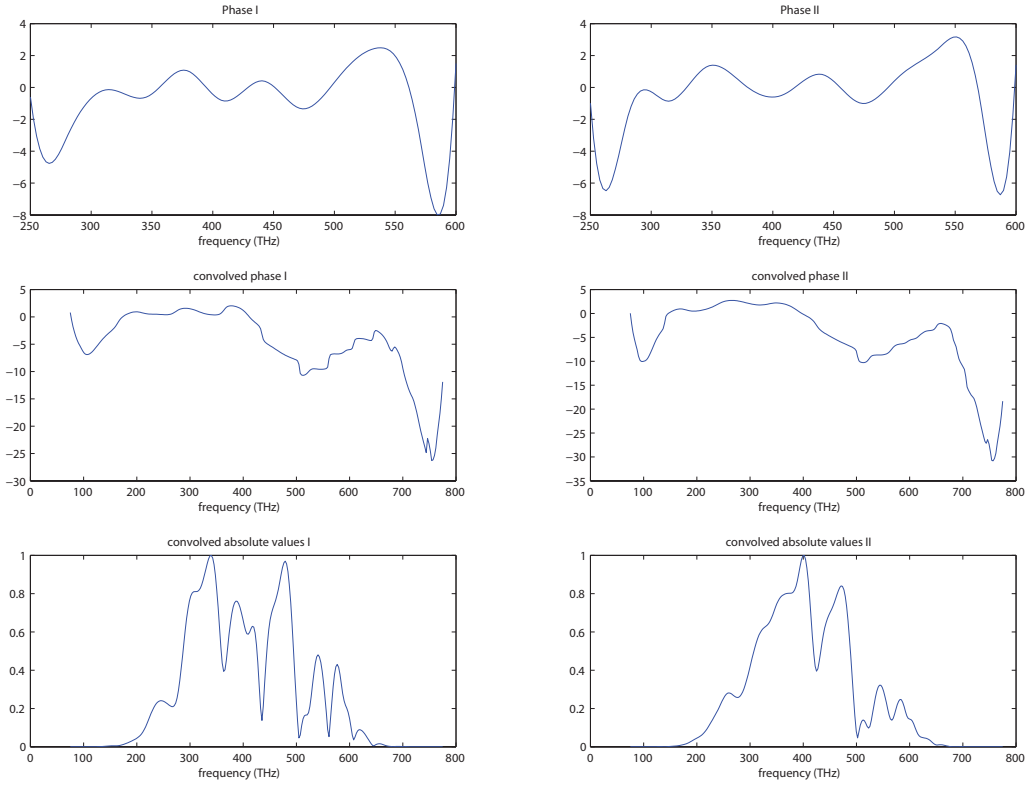 Phase I
4
2
0
−2
−4
−6
−8
250 300 350 400 450 500 550 600
frequency (THz)
Phase II
4
2
0
−2
−4
−6
−8
250 300 350 400 450 500 550 600
frequency (THz)
convolved phase I
5
0
−5
−10
−15
−20
−25
−30
0 100 200 300 400 500 600 700 800
frequency (THz)
convolved phase II
5
0
−5
−10
−15
−20
−25
−30
−35
0 100 200 300 400 500 600 700 800
frequency (THz)
convolved absolute values I
1
0.8
0.6
0.4
0.2
0
0 100 200 300 400 500 600 700 800
frequency (THz)
convolved absolute values II
1
0.8
0.6
0.4
0.2
0
0 100 200 300 400 500 600 700 800
frequency (THz)